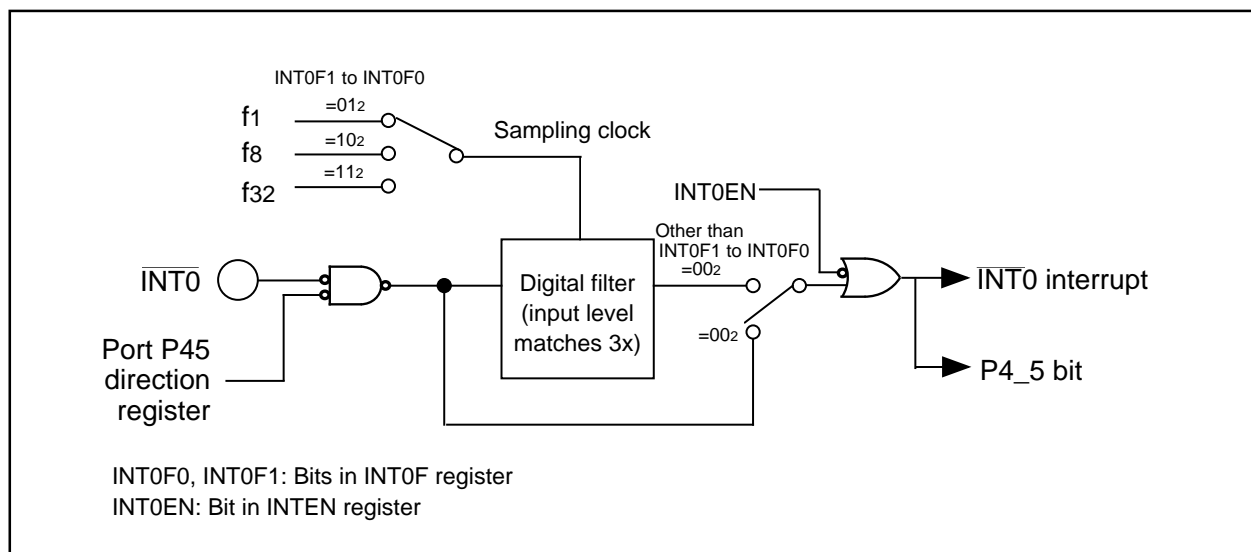 INT0F1 to INT0F0
f1
=012
f8
=102
f32
=112
Sampling clock
INT0EN
Other than
INT0F1 to INT0F0
=002
INT0
Digital filter
(input level
matches 3x)
=002
INT0 interrupt
Port P45
direction
register
P4_5 bit
INT0F0, INT0F1: Bits in INT0F register
INT0EN: Bit in INTEN register